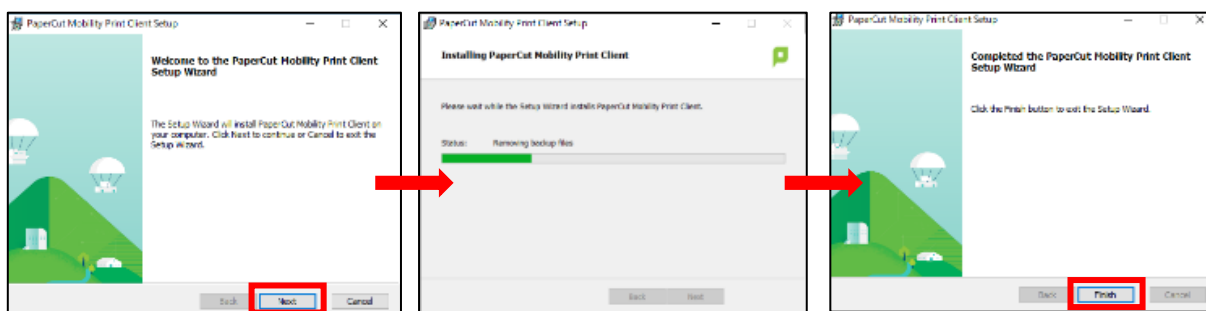 PaperCut Mobility Print Client Setup
Welcome to the PaperCut Mobility Print Client
Setup Wizard
The Setup Wizard will install PaperCut Mobility Print Client on
your computer. Click Next to continue or Cancel to exit the
Setup Wizard.
Back Next Cancel
PaperCut Mobility Print Client Setup
Installing PaperCut Mobility Print Client
Please wait while the Setup Wizard installs PaperCut Mobility Print Client.
Status: Removing backup files
Back Next
PaperCut Mobility Print Client Setup
Completed the PaperCut Mobility Print Client
Setup Wizard
Click the Finish button to exit the Setup Wizard.
Back Finish Cancel